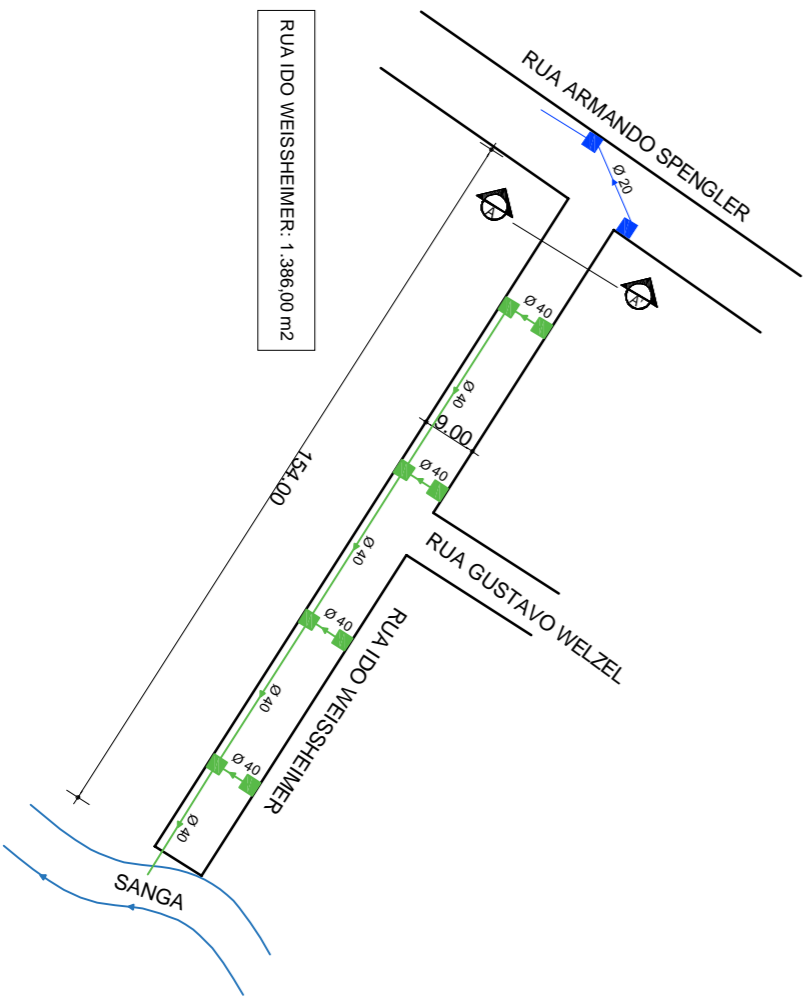 RUA ARMANDO SPENGLER
Ø 20
RUA IDO WEISSHEIMER: 1.386,00 m2
A
A'
Ø 40
Ø 40
9.00
Ø 40
154.00
Ø 40
RUA GUSTAVO WELZEL
Ø 40
RUA IDO WEISSHEIMER
Ø 40
Ø 40
Ø 40
SANGA